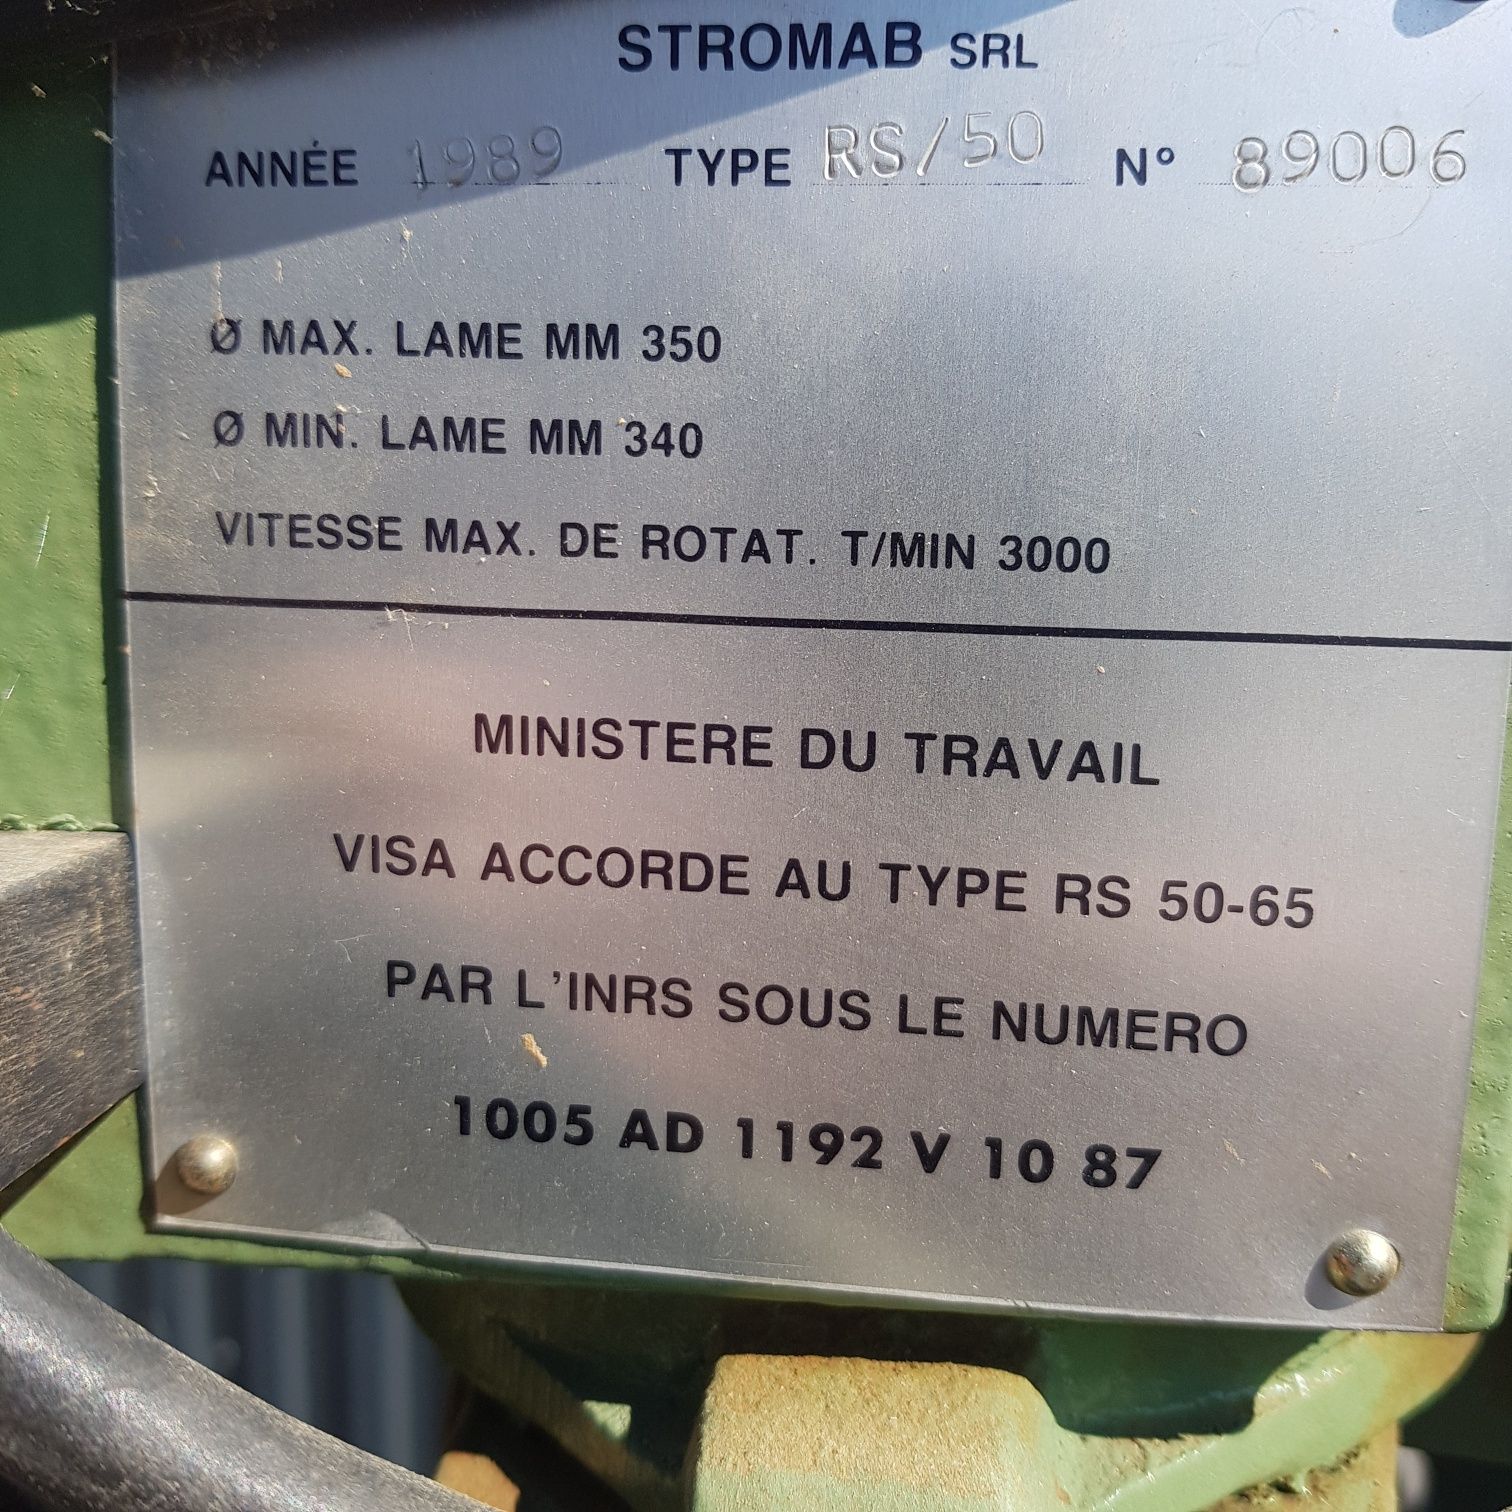 STROMAB SRL
ANNÉE 1989 TYPE RS/50 N° 89006
Ø MAX. LAME MM 350
Ø MIN. LAME MM 340
VITESSE MAX. DE ROTAT. T/MIN 3000
MINISTERE DU TRAVAIL
VISA ACCORDE AU TYPE RS 50-65
PAR L'INRS SOUS LE NUMERO
1005 AD 1192 V 10 87